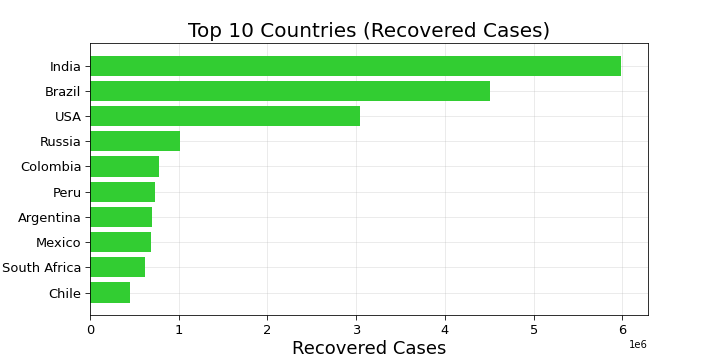 Top 10 Countries (Recovered Cases)
India
Brazil
USA
Russia
Colombia
Peru
Argentina
Mexico
South Africa
Chile
0 1 2 3 4 5 6
1e6
Recovered Cases